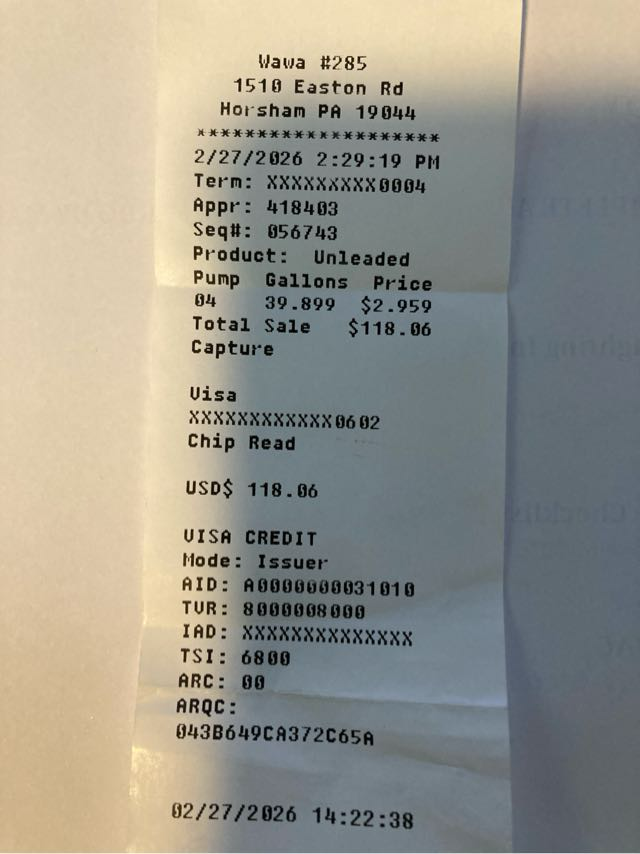 Wawa #285
1510 Easton Rd
Horsham PA 19044
********************
2/27/2026 2:29:19 PM
Term: XXXXXXXXX0004
Appr: 418403
Seq#: 056743
Product: Unleaded
Pump Gallons Price
04 39.899 $2.959
Total Sale $118.06
Capture
Visa
XXXXXXXXXXXX0602
Chip Read
USD$ 118.06
VISA CREDIT
Mode: Issuer
AID: A0000000031010
TVR: 8000008000
IAD: XXXXXXXXXXXXXX
TSI: 6800
ARC: 00
ARQC:
043B649CA372C65A
02/27/2026 14:22:38